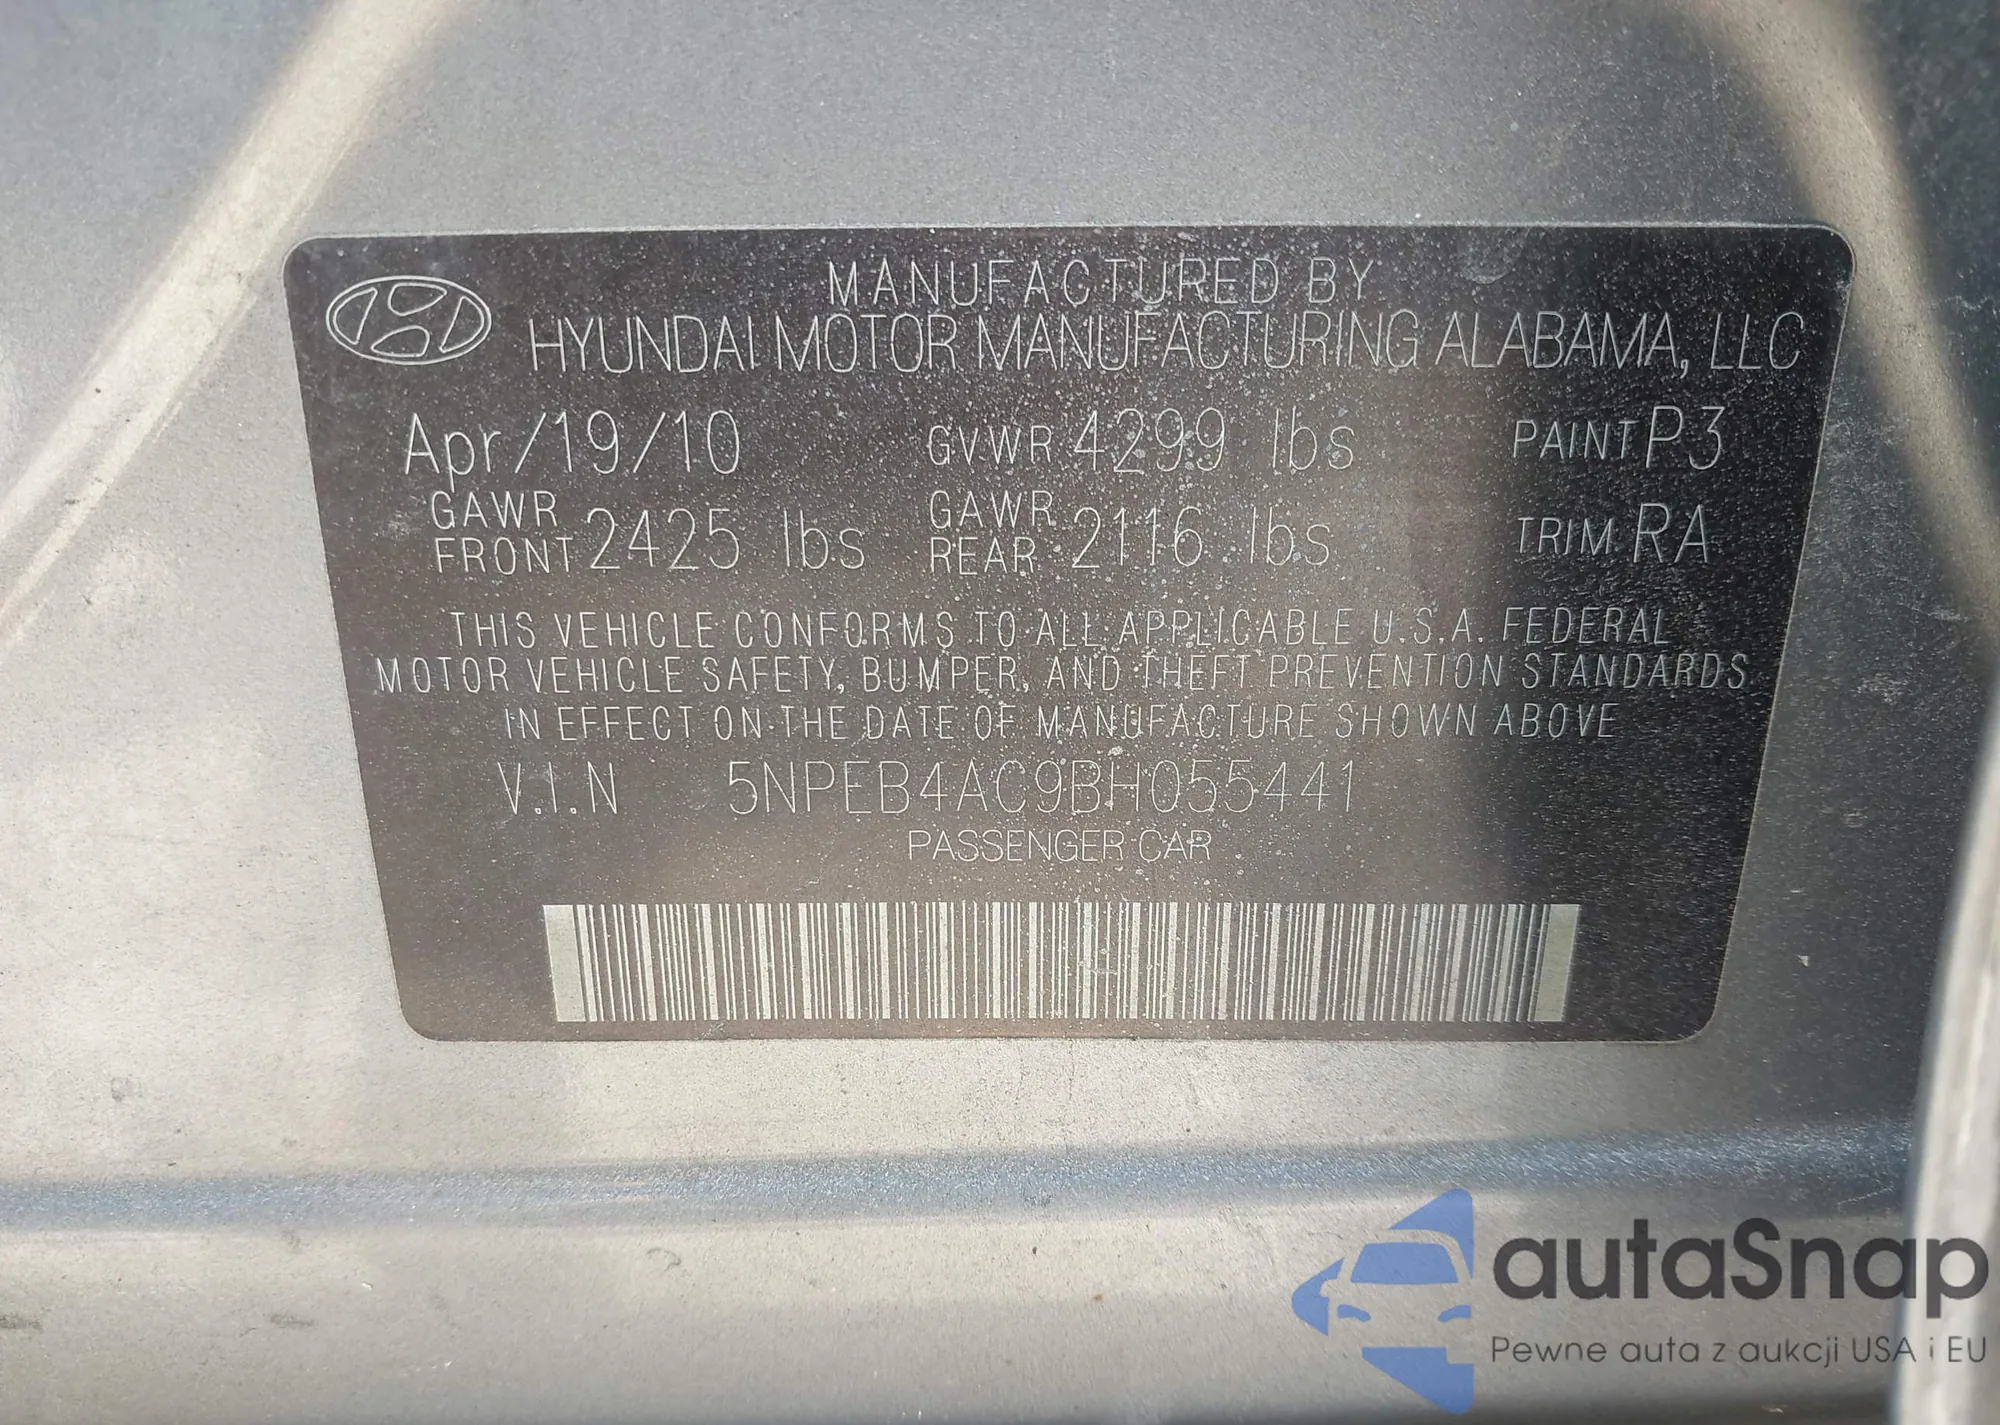 MANUFACTURED BY
HYUNDAI MOTOR MANUFACTURING ALABAMA, LLC
Apr/19/10 GVWR 4299 lbs PAINT P3
GAWR FRONT 2425 lbs GAWR REAR 2116 lbs TRIM RA
THIS VEHICLE CONFORMS TO ALL APPLICABLE U.S.A. FEDERAL
MOTOR VEHICLE SAFETY, BUMPER, AND THEFT PREVENTION STANDARDS
IN EFFECT ON THE DATE OF MANUFACTURE SHOWN ABOVE
V.I.N 5NPEB4AC9BH055441
PASSENGER CAR
autaSnap
Pewne auta z aukcji USA i EU